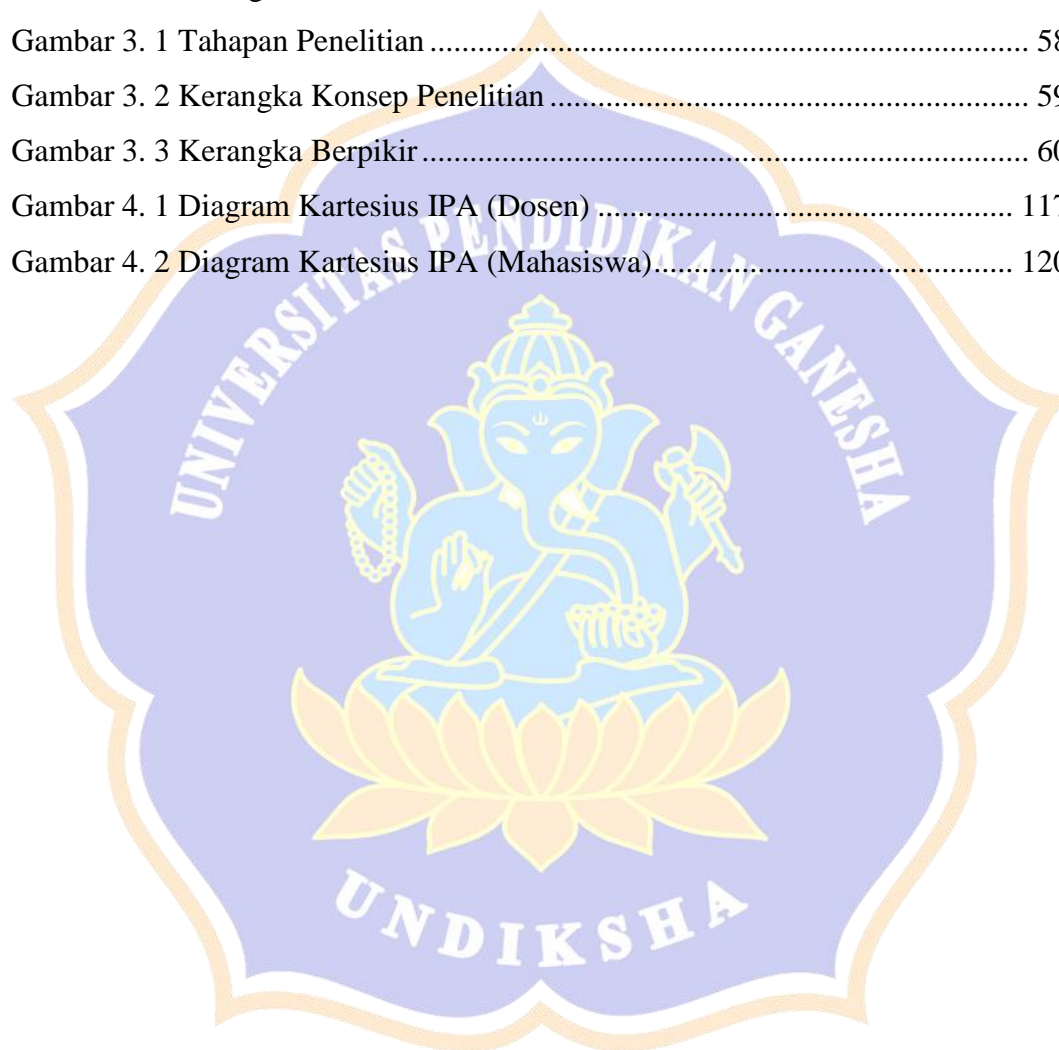 Gambar 3. 1 Tahapan Penelitian ........................................................................... 58
Gambar 3. 2 Kerangka Konsep Penelitian ............................................................ 59
Gambar 3. 3 Kerangka Berpikir ............................................................................ 60
Gambar 4. 1 Diagram Kartesius IPA (Dosen) .................................................... 117
Gambar 4. 2 Diagram Kartesius IPA (Mahasiswa)............................................. 120
UNIVERSITAS PENDIDIKAN GANESHA
UNDIKSHA